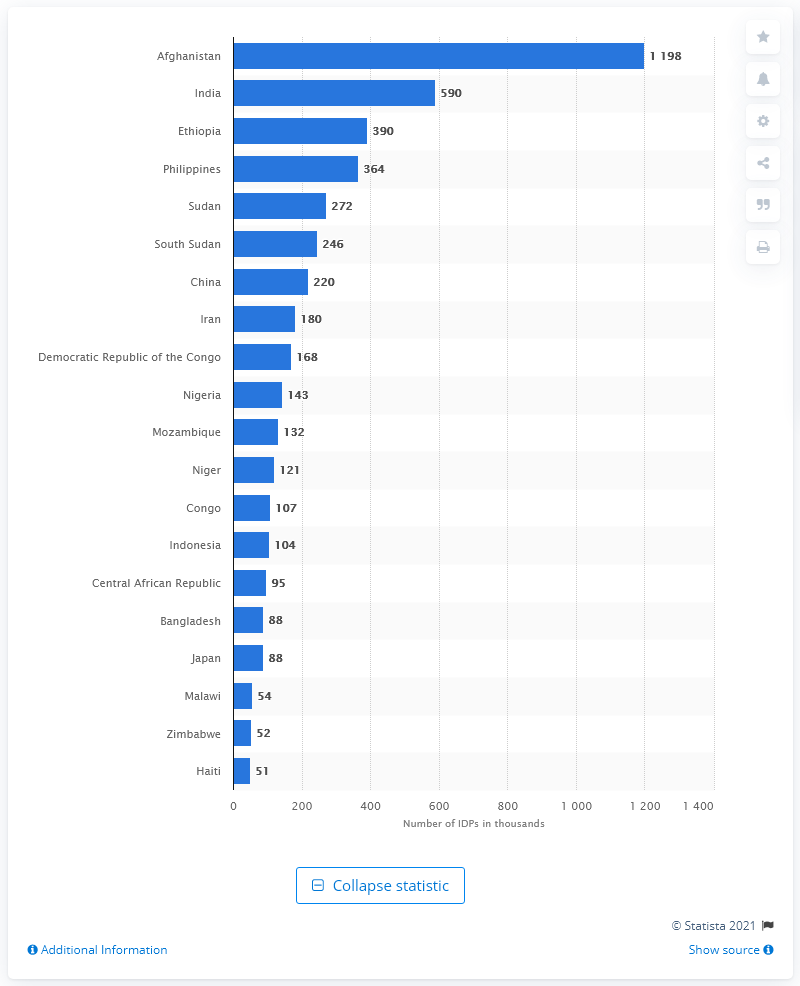 Afghanistan 1 198
India 590
Ethiopia 390
Philippines 364
Sudan 272
South Sudan 246
China 220
Iran 180
Democratic Republic of the Congo 168
Nigeria 143
Mozambique 132
Niger 121
Congo 107
Indonesia 104
Central African Republic 95
Bangladesh 88
Japan 88
Malawi 54
Zimbabwe 52
Haiti 51
0 200 400 600 800 1 000 1 200 1 400
Number of IDPs in thousands
Collapse statistic
© Statista 2021
Additional Information Show source